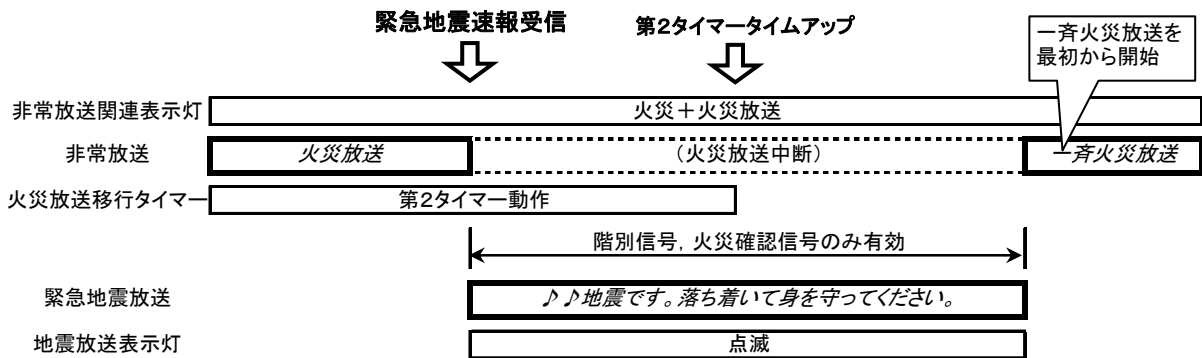 緊急地震速報受信
第2タイマータイムアップ
一斉火災放送を
最初から開始
非常放送関連表示灯
火災+火災放送
非常放送
火災放送
(火災放送中断)
一斉火災放送
火災放送移行タイマー
第2タイマー動作
階別信号,火災確認信号のみ有効
緊急地震放送
♪♪地震です。落ち着いて身を守ってください。
地震放送表示灯
点滅